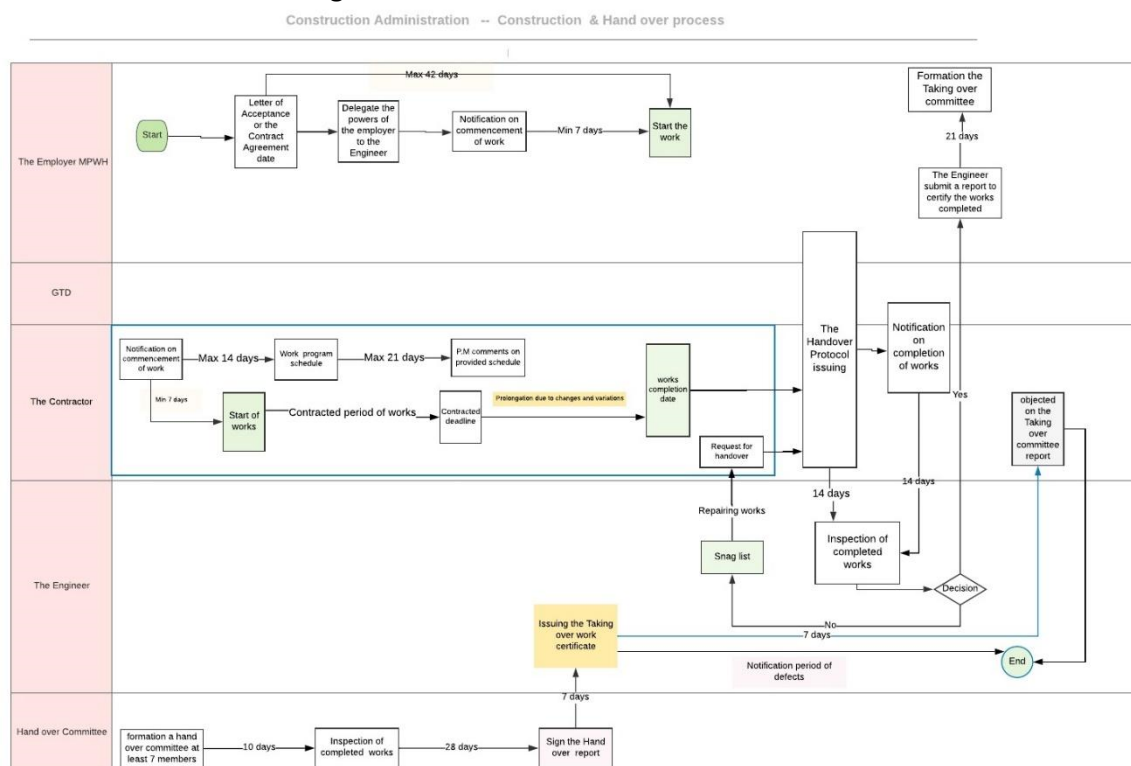 Construction Administration -- Construction & Hand over process
The Employer MPWH
Start
Max 42 days
Letter of
Acceptance
or the
Contract
Agreement
date
Delegate the
powers of
the employer
to the
Engineer
Notification on
commencement
of work
Min 7 days
Start the
work
Formation the
Taking over
committee
21 days
The Engineer
submit a report to
certify the works
completed
GTD
The Contractor
Notification on
commencement
of work
Max 14 days
Work program
schedule
Max 21 days
P.M comments on
provided schedule
Min 7 days
Start of
works
Contracted period of works
Contracted
deadline
Prolongation due to changes and variations
works
completion
date
Request for
handover
The
Handover
Protocol
issuing
Notification
on
completion
of works
Yes
objected
on the
Taking
over
committee
report
14 days
14 days
The Engineer
Repairing works
Snag list
Inspection of
completed
works
Decision
No
7 days
Issuing the Taking
over work
certificate
Notification period of
defects
End
7 days
Hand over Committee
formation a hand
over committee at
least 7 members
10 days
Inspection of
completed works
28 days
Sign the Hand
over report